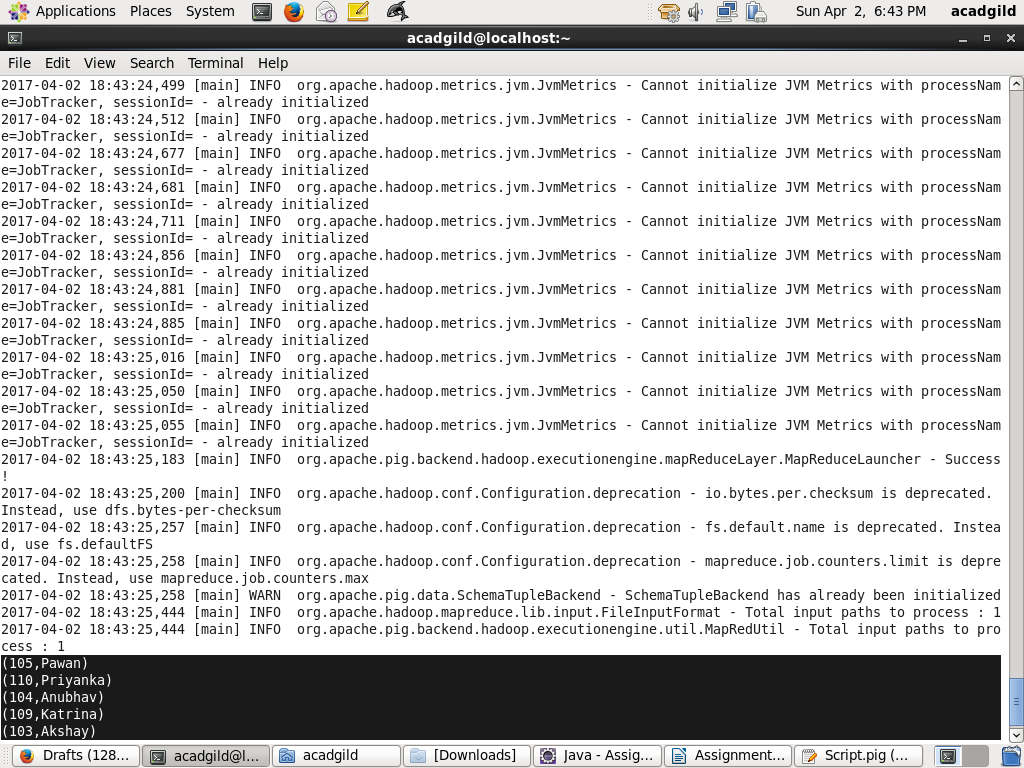 Applications Places System Sun Apr 2, 6:43 PM acadgild
acadgild@localhost:~
File Edit View Search Terminal Help
2017-04-02 18:43:24,499 [main] INFO  org.apache.hadoop.metrics.jvm.JvmMetrics - Cannot initialize JVM Metrics with processNam
e=JobTracker, sessionId= - already initialized
2017-04-02 18:43:24,512 [main] INFO  org.apache.hadoop.metrics.jvm.JvmMetrics - Cannot initialize JVM Metrics with processNam
e=JobTracker, sessionId= - already initialized
2017-04-02 18:43:24,677 [main] INFO  org.apache.hadoop.metrics.jvm.JvmMetrics - Cannot initialize JVM Metrics with processNam
e=JobTracker, sessionId= - already initialized
2017-04-02 18:43:24,681 [main] INFO  org.apache.hadoop.metrics.jvm.JvmMetrics - Cannot initialize JVM Metrics with processNam
e=JobTracker, sessionId= - already initialized
2017-04-02 18:43:24,711 [main] INFO  org.apache.hadoop.metrics.jvm.JvmMetrics - Cannot initialize JVM Metrics with processNam
e=JobTracker, sessionId= - already initialized
2017-04-02 18:43:24,856 [main] INFO  org.apache.hadoop.metrics.jvm.JvmMetrics - Cannot initialize JVM Metrics with processNam
e=JobTracker, sessionId= - already initialized
2017-04-02 18:43:24,881 [main] INFO  org.apache.hadoop.metrics.jvm.JvmMetrics - Cannot initialize JVM Metrics with processNam
e=JobTracker, sessionId= - already initialized
2017-04-02 18:43:24,885 [main] INFO  org.apache.hadoop.metrics.jvm.JvmMetrics - Cannot initialize JVM Metrics with processNam
e=JobTracker, sessionId= - already initialized
2017-04-02 18:43:25,016 [main] INFO  org.apache.hadoop.metrics.jvm.JvmMetrics - Cannot initialize JVM Metrics with processNam
e=JobTracker, sessionId= - already initialized
2017-04-02 18:43:25,050 [main] INFO  org.apache.hadoop.metrics.jvm.JvmMetrics - Cannot initialize JVM Metrics with processNam
e=JobTracker, sessionId= - already initialized
2017-04-02 18:43:25,055 [main] INFO  org.apache.hadoop.metrics.jvm.JvmMetrics - Cannot initialize JVM Metrics with processNam
e=JobTracker, sessionId= - already initialized
2017-04-02 18:43:25,183 [main] INFO  org.apache.pig.backend.hadoop.executionengine.mapReduceLayer.MapReduceLauncher - Success
!
2017-04-02 18:43:25,200 [main] INFO  org.apache.hadoop.conf.Configuration.deprecation - io.bytes.per.checksum is deprecated.
Instead, use dfs.bytes-per-checksum
2017-04-02 18:43:25,257 [main] INFO  org.apache.hadoop.conf.Configuration.deprecation - fs.default.name is deprecated. Instea
d, use fs.defaultFS
2017-04-02 18:43:25,258 [main] INFO  org.apache.hadoop.conf.Configuration.deprecation - mapreduce.job.counters.limit is depre
cated. Instead, use mapreduce.job.counters.max
2017-04-02 18:43:25,258 [main] WARN  org.apache.pig.data.SchemaTupleBackend - SchemaTupleBackend has already been initialized
2017-04-02 18:43:25,444 [main] INFO  org.apache.hadoop.mapreduce.lib.input.FileInputFormat - Total input paths to process : 1
2017-04-02 18:43:25,444 [main] INFO  org.apache.pig.backend.hadoop.executionengine.util.MapRedUtil - Total input paths to pro
cess : 1
(105,Pawan)
(110,Priyanka)
(104,Anubhav)
(109,Katrina)
(103,Akshay)
Drafts (128... acadgild@l... acadgild [Downloads] Java - Assig... Assignment... Script.pig (...